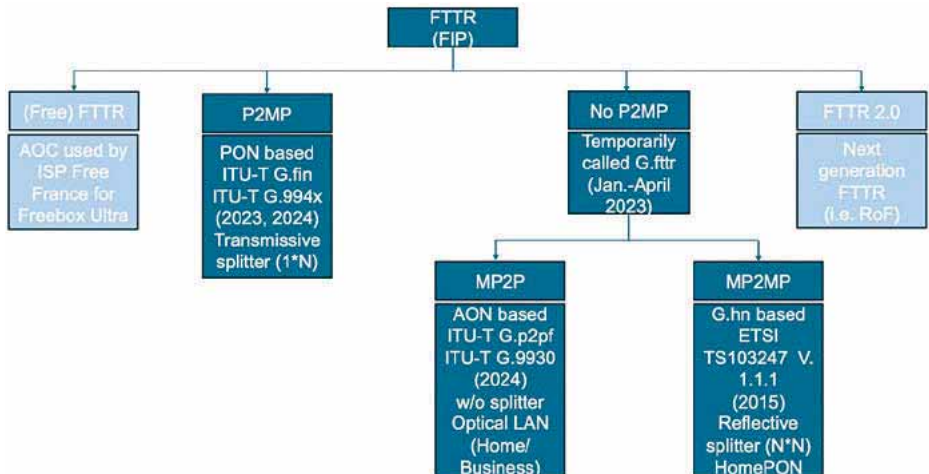 FTTR
(FIP)
(Free) FTTR
AOC used by
ISP Free
France for
Freebox Ultra
P2MP
PON based
ITU-T G.fin
ITU-T G.994x
(2023, 2024)
Transmissive
splitter (1*N)
No P2MP
Temporarily
called G.fttr
(Jan.-April
2023)
FTTR 2.0
Next
generation
FTTR
(i.e. RoF)
MP2P
AON based
ITU-T G.p2pf
ITU-T G.9930
(2024)
w/o splitter
Optical LAN
(Home/
Business)
MP2MP
G.hn based
ETSI
TS103247 V.
1.1.1
(2015)
Reflective
splitter (N*N)
HomePON